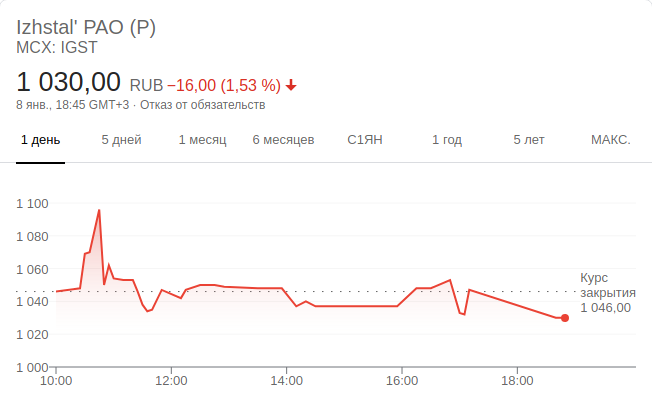 Izhstal' PAO (P)
MCX: IGST
1 030,00 RUB −16,00 (1,53 %)
8 янв., 18:45 GMT+3 · Отказ от обязательств
1 день 5 дней 1 месяц 6 месяцев С1ЯН 1 год 5 лет МАКС.
1 100
1 080
1 060
1 040
1 020
1 000
Курс
закрытия
1 046,00
10:00 12:00 14:00 16:00 18:00